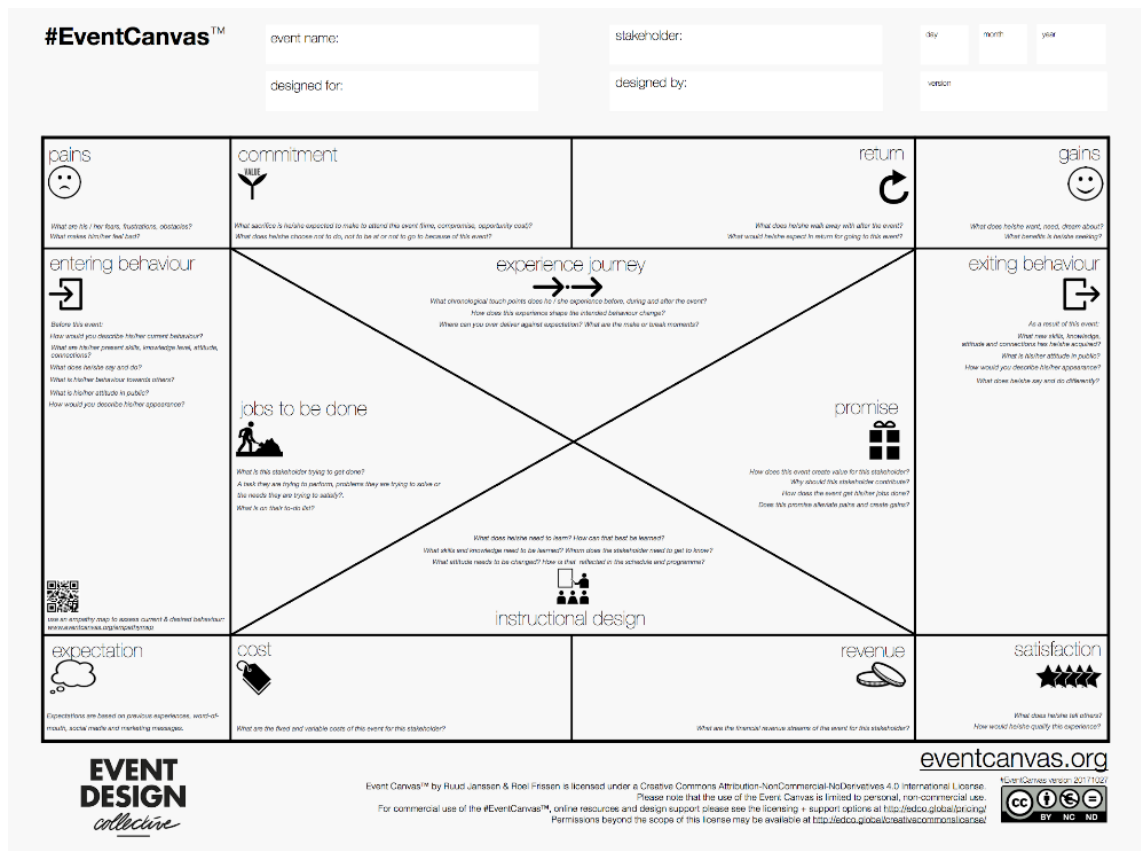 #EventCanvas™
event name:
stakeholder:
day
month
year
designed for:
designed by:
version
pains
What are his / her fears, frustrations, obstacles?
What makes him/her feel bad?
commitment
VALUE
What sacrifice is he/she expected to make to attend this event (time, compromise, opportunity cost)?
What does he/she choose not to do, not to be at or not to go to because of this event?
return
What does he/she walk away with after the event?
What would he/she expect in return for going to this event?
gains
What does he/she want, need, dream about?
What benefits is he/she seeking?
entering behaviour
Before this event:
How would you describe his/her current behaviour?
What are his/her present skills, knowledge level, attitude,
connections?
What does he/she say and do?
What is his/her behaviour towards others?
What is his/her attitude in public?
How would you describe his/her appearance?
use an empathy map to assess current & desired behaviour:
www.eventcanvas.org/empathymap
experience journey
What chronological touch points does he / she experience before, during and after the event?
How does this experience shape the intended behaviour change?
Where can you over deliver against expectation? What are the make or break moments?
jobs to be done
What is this stakeholder trying to get done?
A task they are trying to perform, problems they are trying to solve or
the needs they are trying to satisfy?.
What is on their to-do list?
promise
How does this event create value for this stakeholder?
Why should this stakeholder contribute?
How does the event get his/her jobs done?
Does this promise alleviate pains and create gains?
What does he/she need to learn? How can that best be learned?
What skills and knowledge need to be learned? Whom does the stakeholder need to get to know?
What attitude needs to be changed? How is that reflected in the schedule and programme?
instructional design
exiting behaviour
As a result of this event:
What new skills, knowledge,
attitude and connections has he/she acquired?
What is his/her attitude in public?
How would you describe his/her appearance?
What does he/she say and do differently?
expectation
Expectations are based on previous experiences, word-of-
mouth, social media and marketing messages.
cost
What are the fixed and variable costs of this event for this stakeholder?
revenue
What are the financial revenue streams of the event for this stakeholder?
satisfaction
What does he/she tell others?
How would he/she qualify this experience?
EVENT
DESIGN
collective
eventcanvas.org
#EventCanvas version 20171027
Event Canvas™ by Ruud Janssen & Roel Frissen is licensed under a Creative Commons Attribution-NonCommercial-NoDerivatives 4.0 International License.
Please note that the use of the Event Canvas is limited to personal, non-commercial use.
For commercial use of the #EventCanvas™, online resources and design support please see the licensing + support options at http://edco.global/pricing/
Permissions beyond the scope of this license may be available at http://edco.global/creativecommonslicense/
cc
BY NC ND